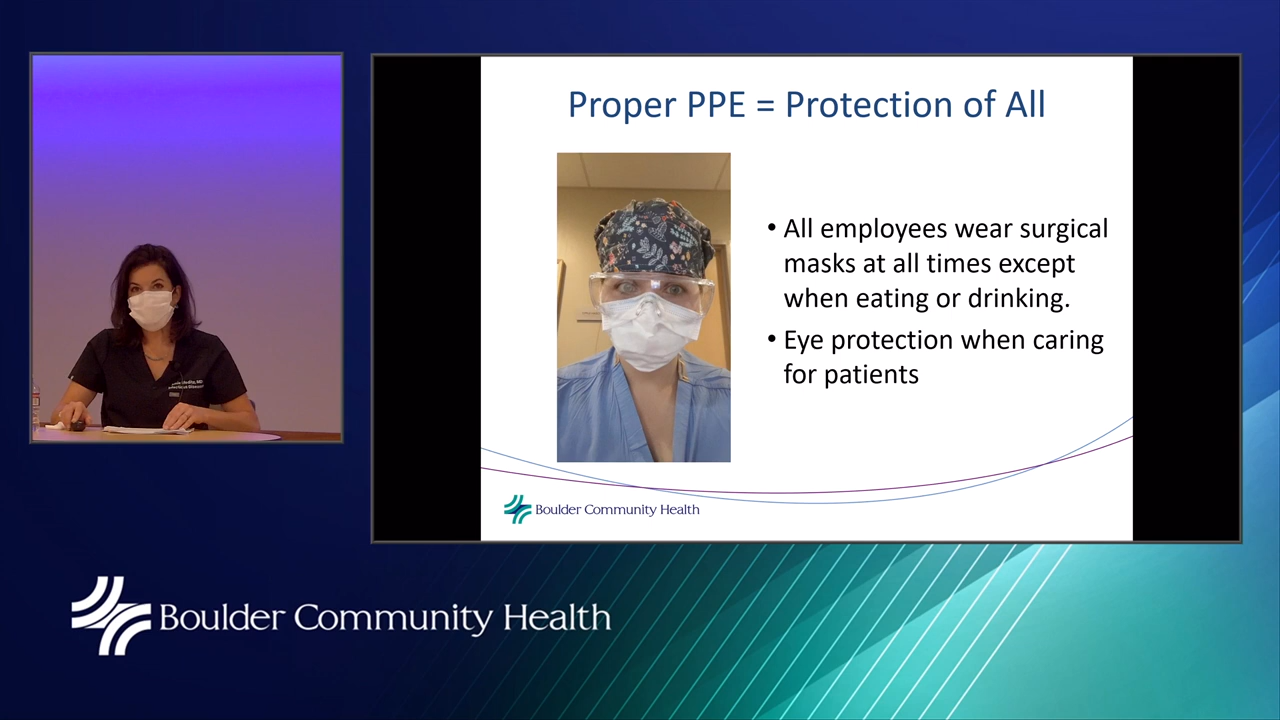 Proper PPE = Protection of All
• All employees wear surgical
masks at all times except
when eating or drinking.
• Eye protection when caring
for patients
Boulder Community Health
MD
Boulder Community Health